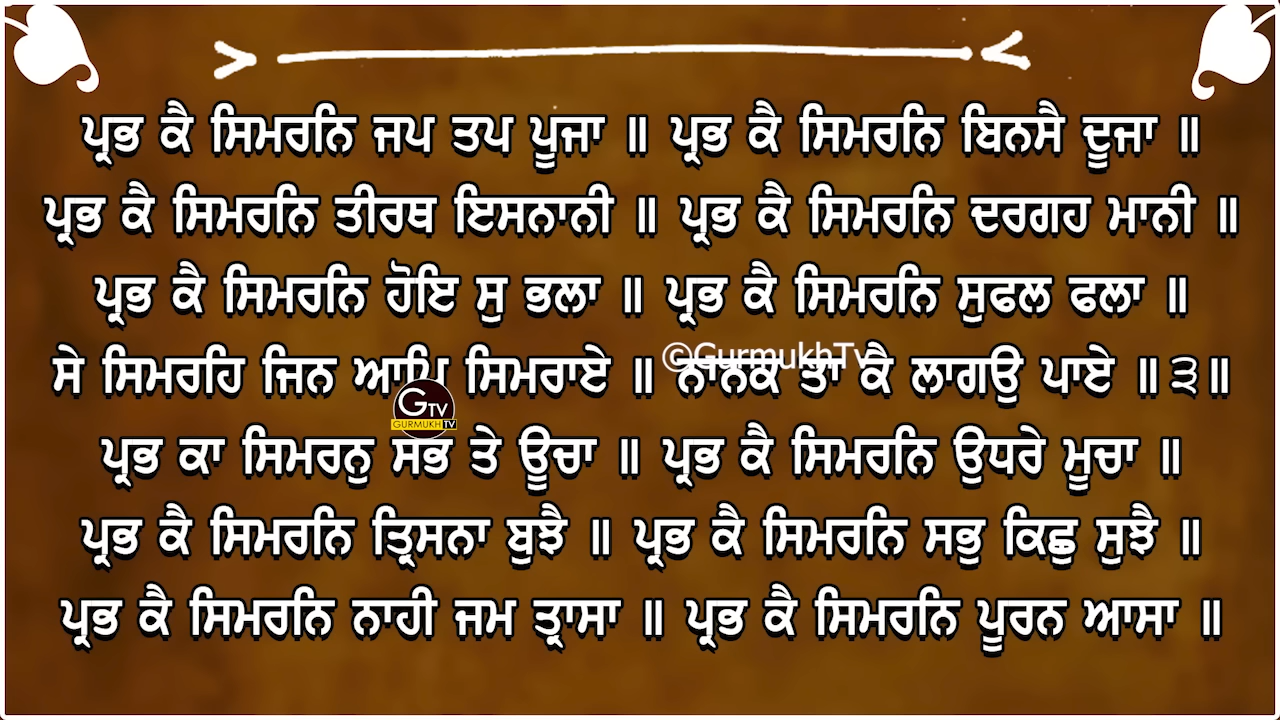 ਪ੍ਰਭ ਕੈ ਸਿਮਰਨਿ ਜਪ ਤਪ ਪੂਜਾ ॥ ਪ੍ਰਭ ਕੈ ਸਿਮਰਨਿ ਬਿਨਸੈ ਦੂਜਾ ॥
ਪ੍ਰਭ ਕੈ ਸਿਮਰਨਿ ਤੀਰਥ ਇਸਨਾਨੀ ॥ ਪ੍ਰਭ ਕੈ ਸਿਮਰਨਿ ਦਰਗਹ ਮਾਨੀ ॥
ਪ੍ਰਭ ਕੈ ਸਿਮਰਨਿ ਹੋਇ ਸੁ ਭਲਾ ॥ ਪ੍ਰਭ ਕੈ ਸਿਮਰਨਿ ਸੁਫਲ ਫਲਾ ॥
©GurmukhTv
ਸੇ ਸਿਮਰਹਿ ਜਿਨ ਆਪਿ ਸਿਮਰਾਏ ॥ ਨਾਨਕ ਤਾ ਕੈ ਲਾਗਉ ਪਾਏ ॥੩॥
GTV
GURMUKH TV
ਪ੍ਰਭ ਕਾ ਸਿਮਰਨੁ ਸਭ ਤੇ ਊਚਾ ॥ ਪ੍ਰਭ ਕੈ ਸਿਮਰਨਿ ਉਧਰੇ ਮੂਚਾ ॥
ਪ੍ਰਭ ਕੈ ਸਿਮਰਨਿ ਤ੍ਰਿਸਨਾ ਬੁਝੈ ॥ ਪ੍ਰਭ ਕੈ ਸਿਮਰਨਿ ਸਭੁ ਕਿਛੁ ਸੁਝੈ ॥
ਪ੍ਰਭ ਕੈ ਸਿਮਰਨਿ ਨਾਹੀ ਜਮ ਤ੍ਰਾਸਾ ॥ ਪ੍ਰਭ ਕੈ ਸਿਮਰਨਿ ਪੂਰਨ ਆਸਾ ॥